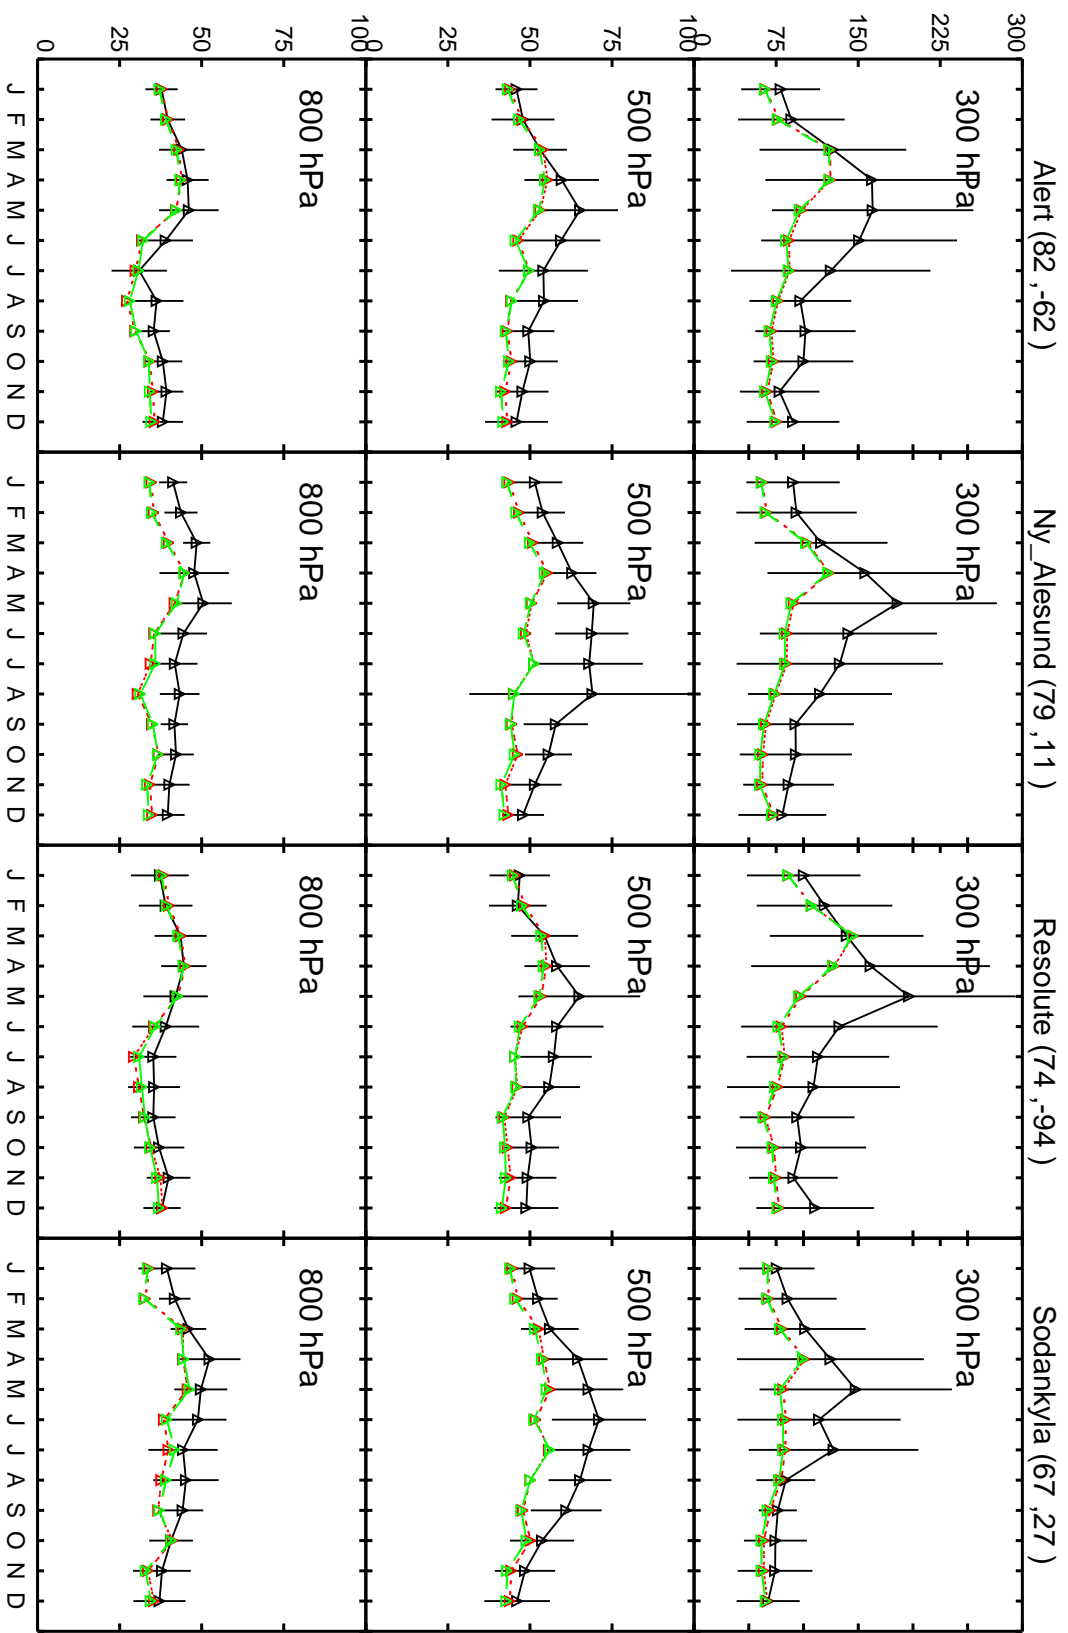 Alert (82 ,-62 )
Ny_Alesund (79 ,11 )
Resolute (74 ,-94 )
Sodankyla (67 ,27 )
300
225
150
75
0
300 hPa
300 hPa
300 hPa
300 hPa
100
75
50
25
0
500 hPa
500 hPa
500 hPa
500 hPa
100
75
50
25
0
800 hPa
800 hPa
800 hPa
800 hPa
J F M A M J J A S O N D
J F M A M J J A S O N D
J F M A M J J A S O N D
J F M A M J J A S O N D